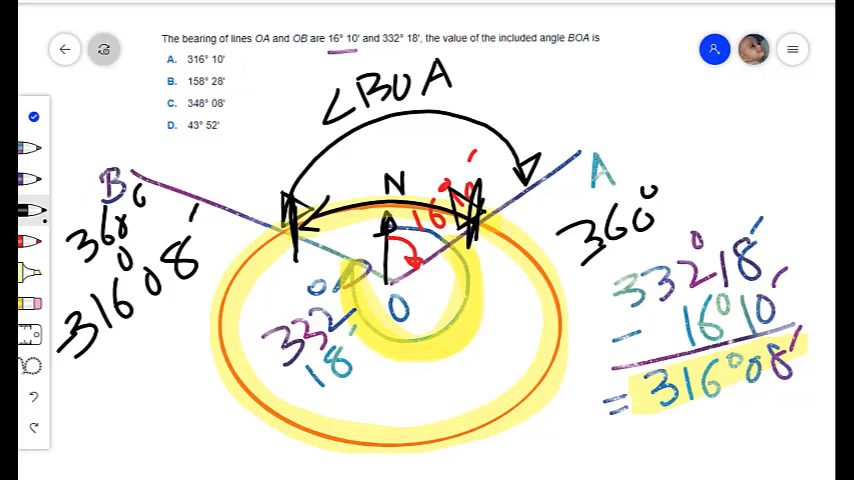 The bearing of lines OA and OB are 16° 10' and 332° 18', the value of the included angle BOA is
A. 316° 10'
B. 158° 28'
C. 348° 08'
D. 43° 52'
∠BOA
B
N
16° 10'
A
360°
360°
- 316° 08'
O
332°
18'
332° 18'
- 16° 10'
= 316° 08'